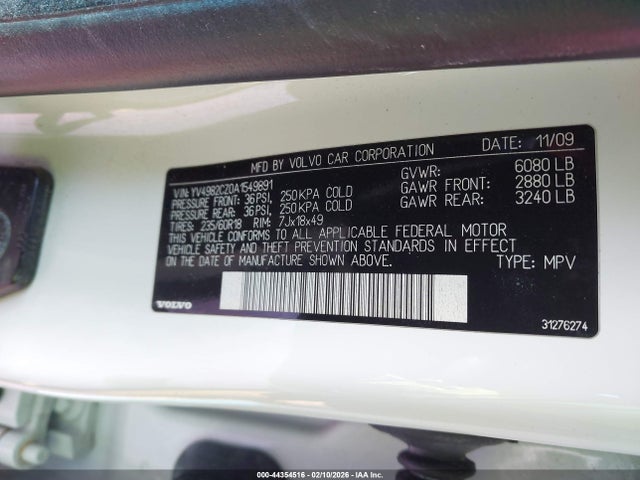 MFD BY VOLVO CAR CORPORATION DATE: 11/09
VIN: YV4982CZ0A1549891 GVWR: 6080 LB
PRESSURE FRONT: 36PSI, 250KPA COLD GAWR FRONT: 2880 LB
PRESSURE REAR: 36PSI, 250KPA COLD GAWR REAR: 3240 LB
TIRES: 235/60R18 RIM: 7Jx18x49
THIS VEHICLE CONFORMS TO ALL APPLICABLE FEDERAL MOTOR
VEHICLE SAFETY AND THEFT PREVENTION STANDARDS IN EFFECT
ON THE DATE OF MANUFACTURE SHOWN ABOVE. TYPE: MPV
VOLVO 31276274
000-44354516 - 02/10/2026 - IAA Inc.